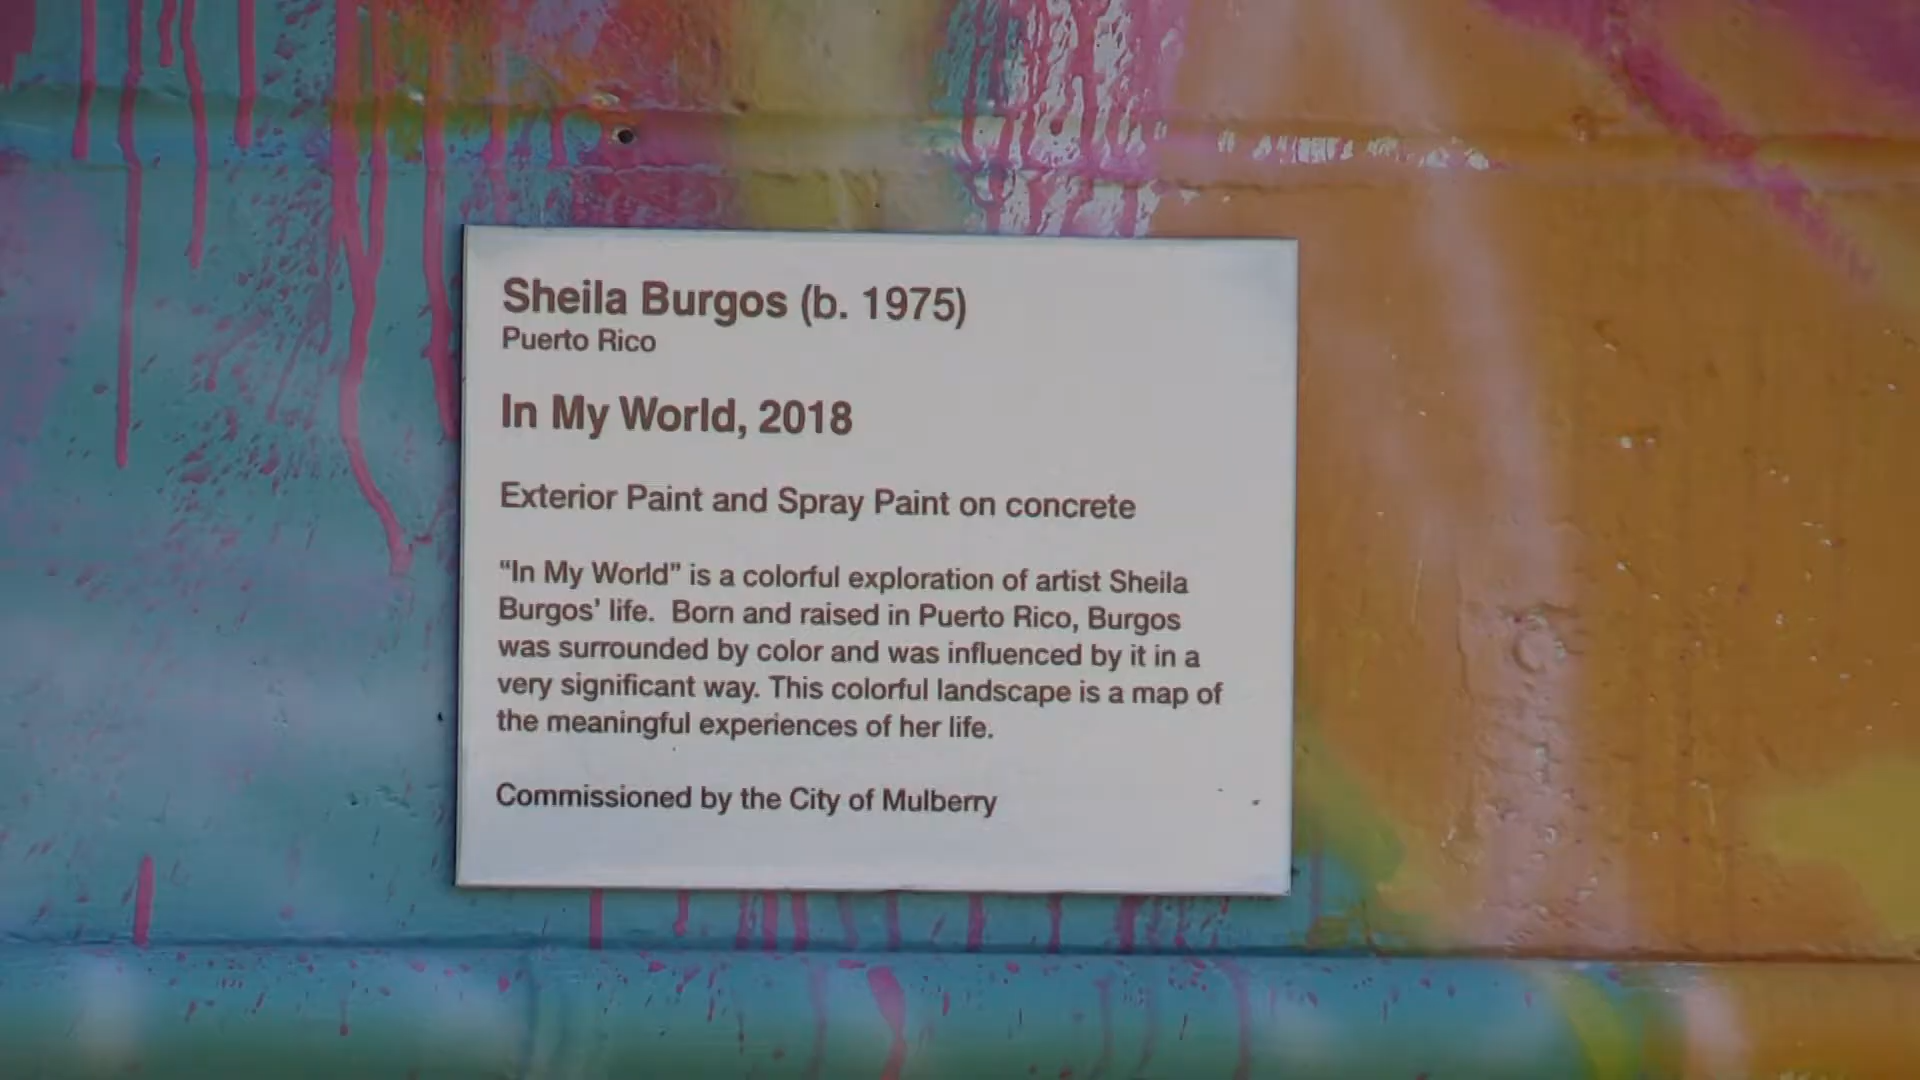 Sheila Burgos (b. 1975)
Puerto Rico
In My World, 2018
Exterior Paint and Spray Paint on concrete
“In My World” is a colorful exploration of artist Sheila
Burgos’ life.  Born and raised in Puerto Rico, Burgos
was surrounded by color and was influenced by it in a
very significant way. This colorful landscape is a map of
the meaningful experiences of her life.
Commissioned by the City of Mulberry